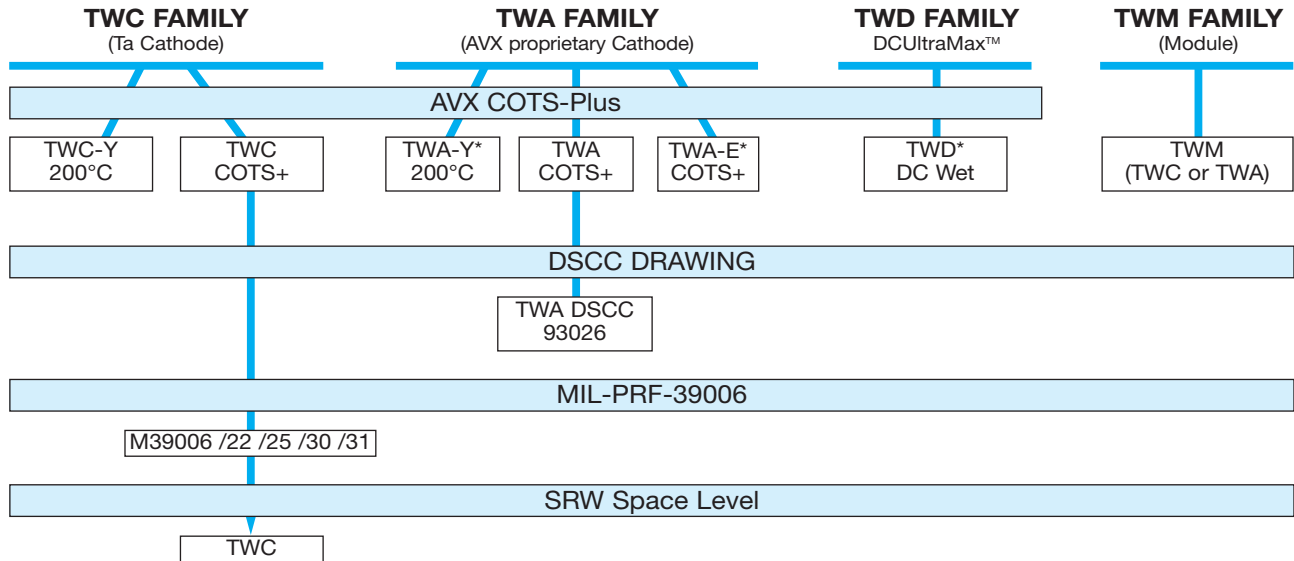 TWC FAMILY
(Ta Cathode)
TWA FAMILY
(AVX proprietary Cathode)
TWD FAMILY
DCUltraMax™
TWM FAMILY
(Module)
AVX COTS-Plus
TWC-Y
200°C
TWC
COTS+
TWA-Y*
200°C
TWA
COTS+
TWA-E*
COTS+
TWD*
DC Wet
TWM
(TWC or TWA)
DSCC DRAWING
TWA DSCC
93026
MIL-PRF-39006
M39006 /22 /25 /30 /31
SRW Space Level
TWC